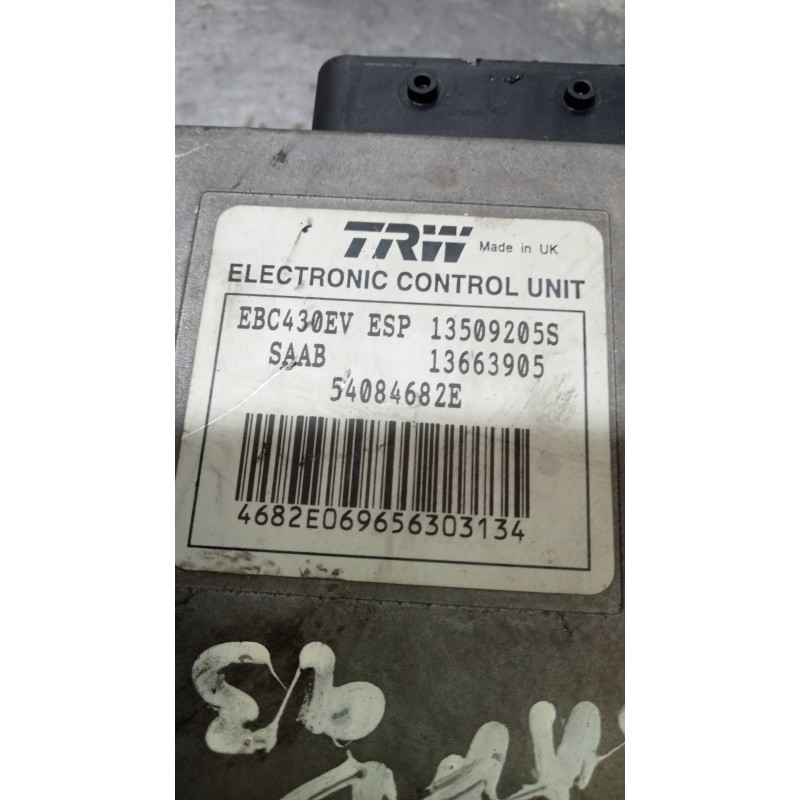 TRW Made in UK
ELECTRONIC CONTROL UNIT
EBC430EV ESP 13509205S
SAAB 13663905
54084682E
4682E069656303134